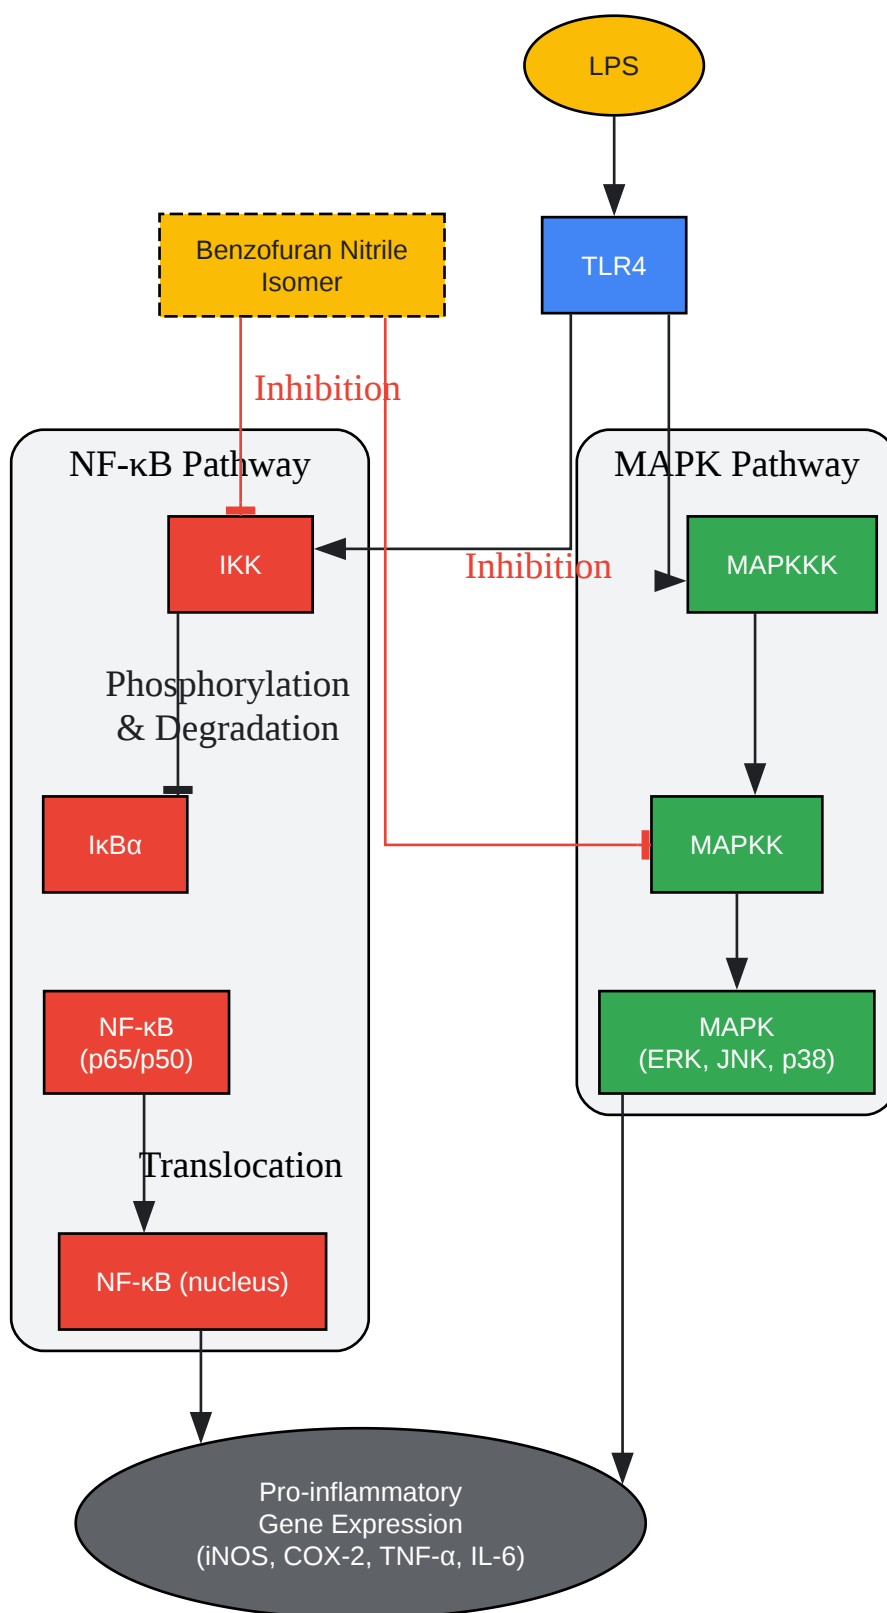 LPS
Benzofuran Nitrile
Isomer
TLR4
Inhibition
NF-κB Pathway
MAPK Pathway
IKK
Inhibition
MAPKKK
Phosphorylation
& Degradation
IκBα
MAPKK
NF-κB
(p65/p50)
MAPK
(ERK, JNK, p38)
Translocation
NF-κB (nucleus)
Pro-inflammatory
Gene Expression
(iNOS, COX-2, TNF-α, IL-6)